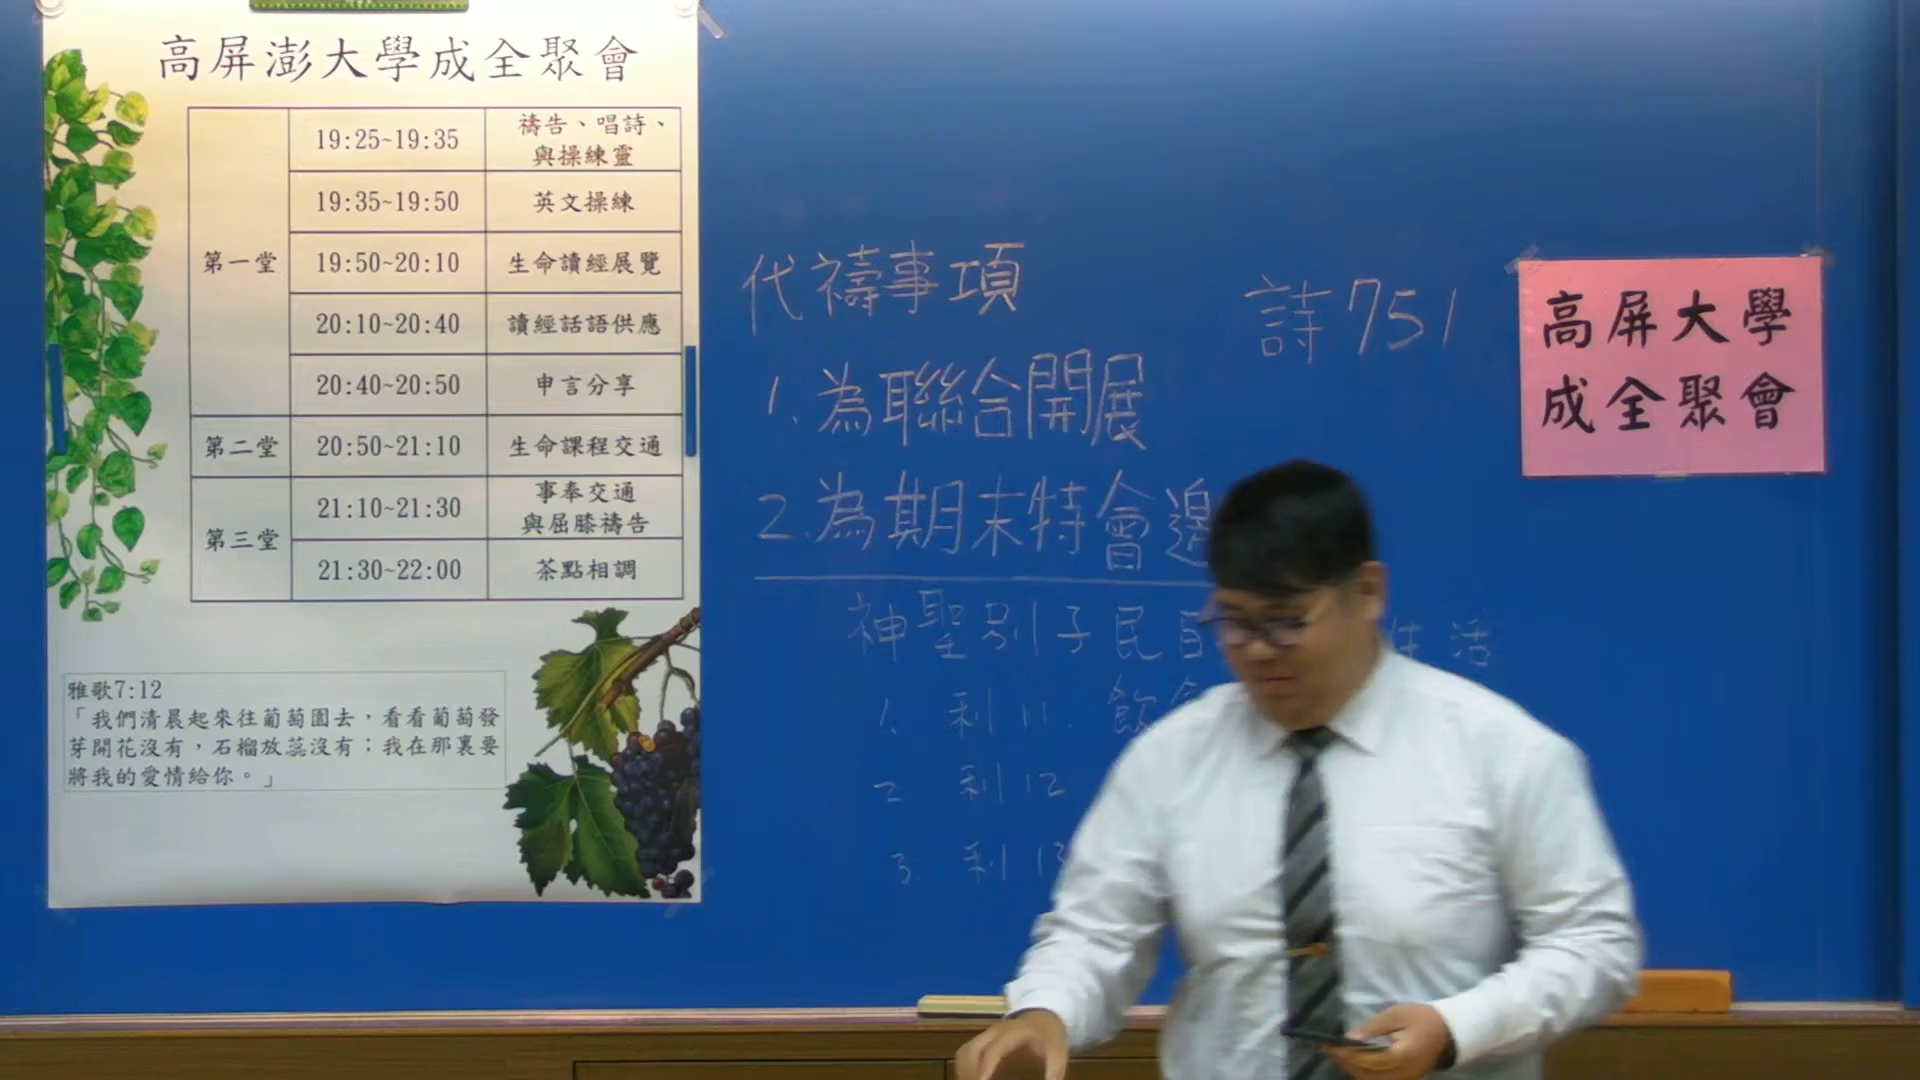 高屏澎大學成全聚會
第一堂
19:25~19:35 禱告、唱詩、
與操練靈
19:35~19:50 英文操練
19:50~20:10 生命讀經展覽
20:10~20:40 讀經話語供應
20:40~20:50 申言分享
第二堂
20:50~21:10 生命課程交通
第三堂
21:10~21:30 事奉交通
與屈膝禱告
21:30~22:00 茶點相調
雅歌7:12
「我們清晨起來往葡萄園去，看看葡萄發
芽開花沒有，石榴放蕊沒有；我在那裏要
將我的愛情給你。」
代禱事項
1.為聯合開展
2.為期末特會邀
神聖別子民 生活
1. 利11. 飲
2 利12
3. 利13
詩751
高屏大學
成全聚會